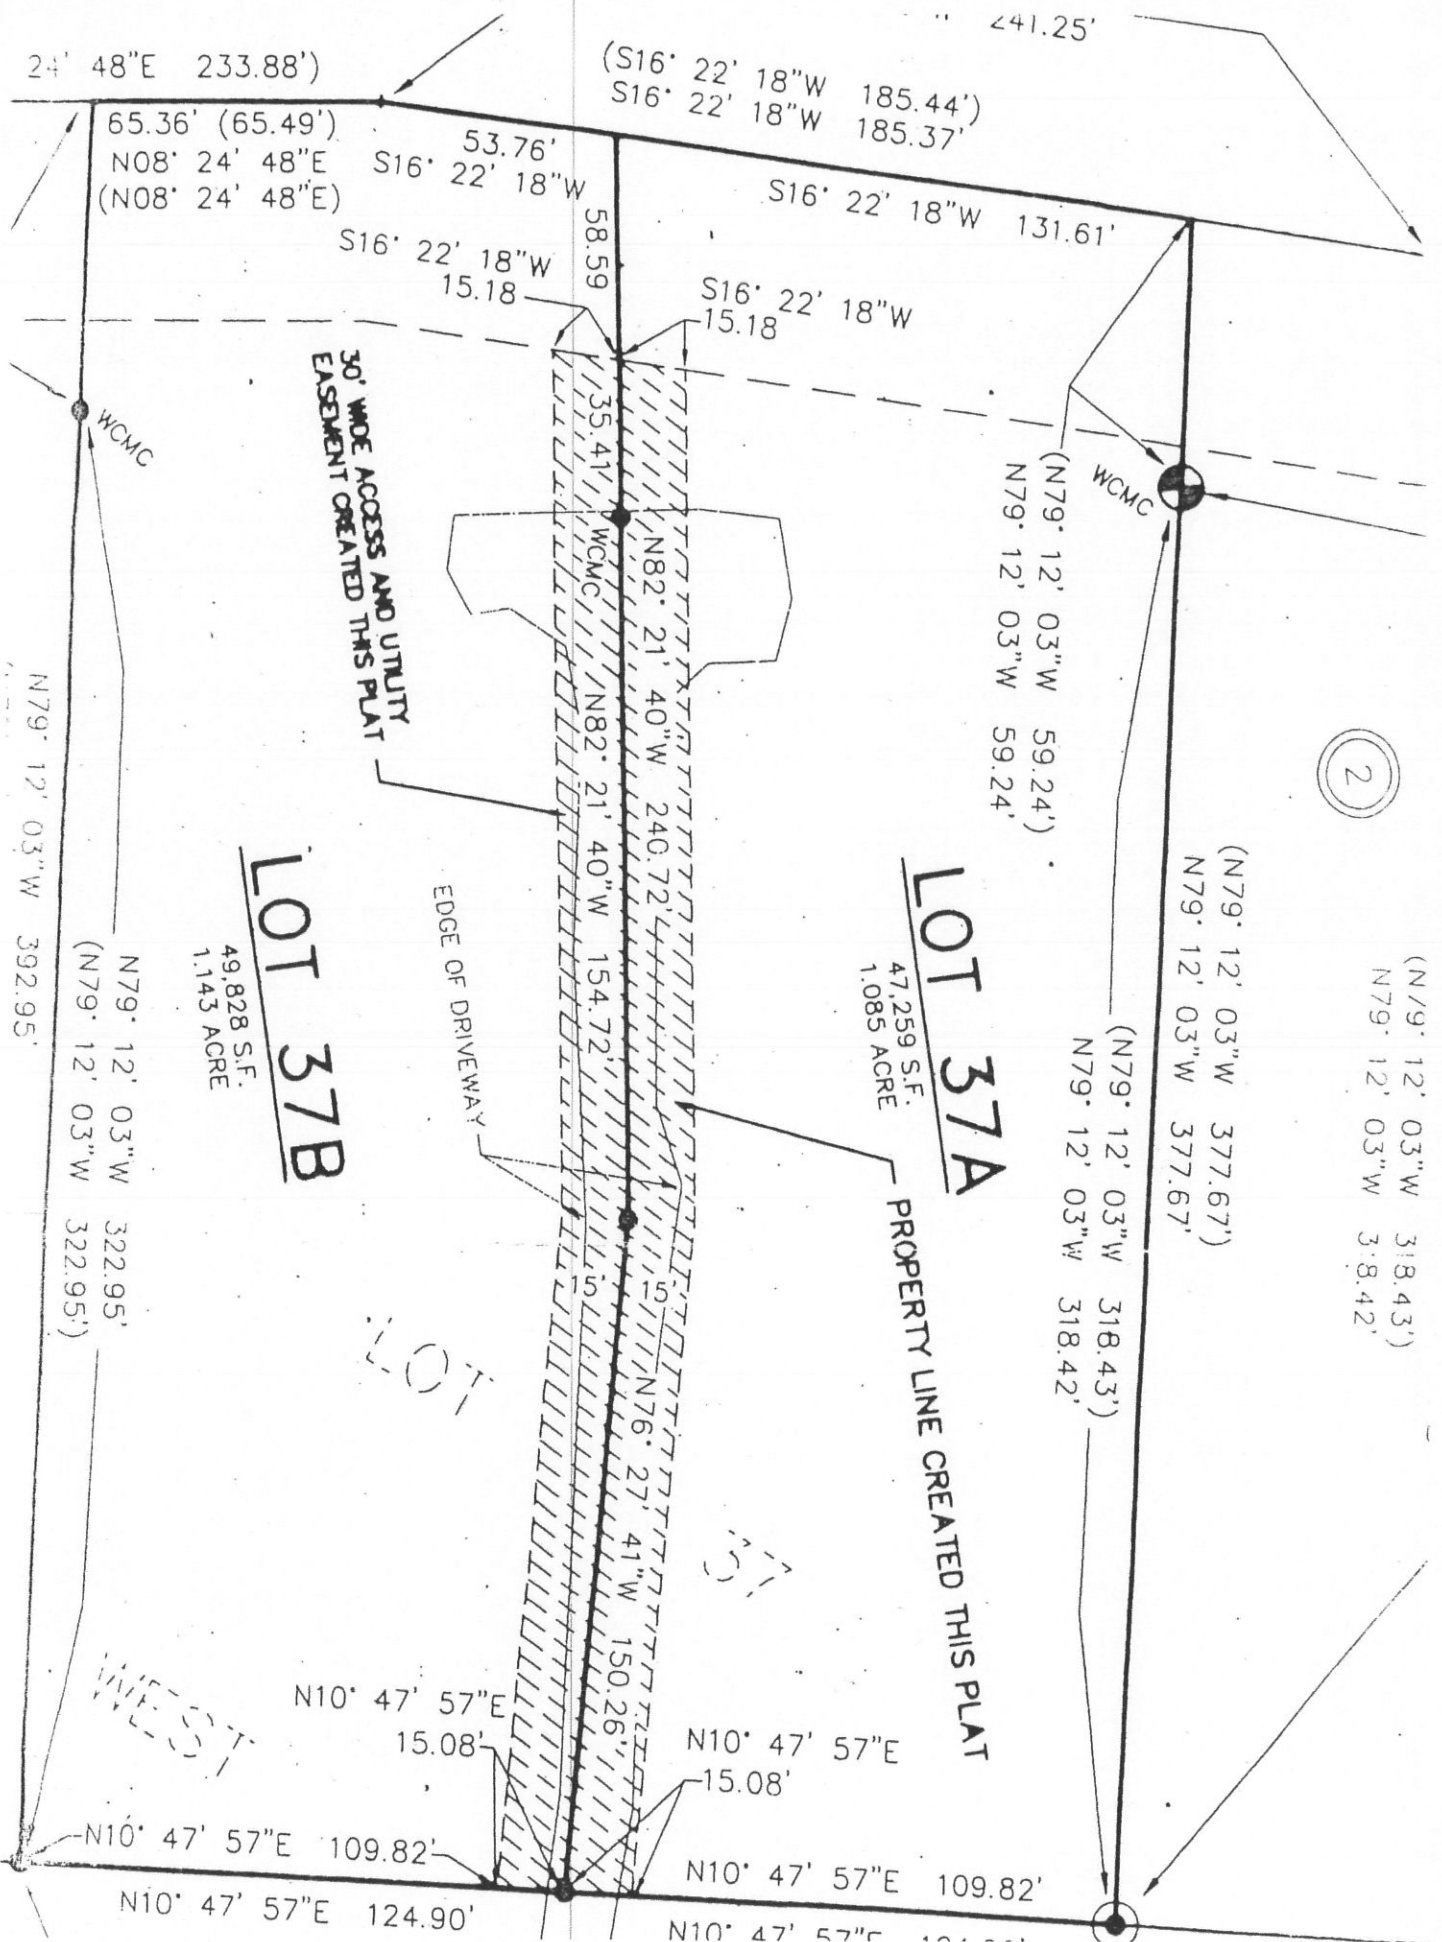 241.25'
24' 48"E 233.88')
(S16° 22' 18"W 185.44')
S16° 22' 18"W 185.37'
65.36' (65.49')
N08° 24' 48"E
(N08° 24' 48"E)
53.76'
S16° 22' 18"W
S16° 22' 18"W 131.61'
58.59
S16° 22' 18"W
15.18
S16° 22' 18"W
15.18
30' WIDE ACCESS AND UTILITY
EASEMENT CREATED THIS PLAT
35.41'
WCMC
WCMC
WCMC
(N79° 12' 03"W 59.24')
N79° 12' 03"W 59.24'
2
N82° 21' 40"W 240.72'
N82° 21' 40"W 154.72'
N79° 12' 03"W 392.95'
LOT 37B
49,828 S.F.
1.143 ACRE
EDGE OF DRIVEWAY
LOT 37A
47,259 S.F.
1.085 ACRE
(N79° 12' 03"W 377.67')
N79° 12' 03"W 377.67'
(N79° 12' 03"W 318.43')
N79° 12' 03"W 318.42'
N79° 12' 03"W 322.95'
(N79° 12' 03"W 322.95')
(N79° 12' 03"W 318.43')
N79° 12' 03"W 318.42'
PROPERTY LINE CREATED THIS PLAT
15'
15'
LOT
37
N76° 27' 41"W 150.26'
WEST
N10° 47' 57"E
15.08'
N10° 47' 57"E
15.08'
N10° 47' 57"E 109.82'
N10° 47' 57"E 109.82'
N10° 47' 57"E 124.90'
N10° 47' 57"E